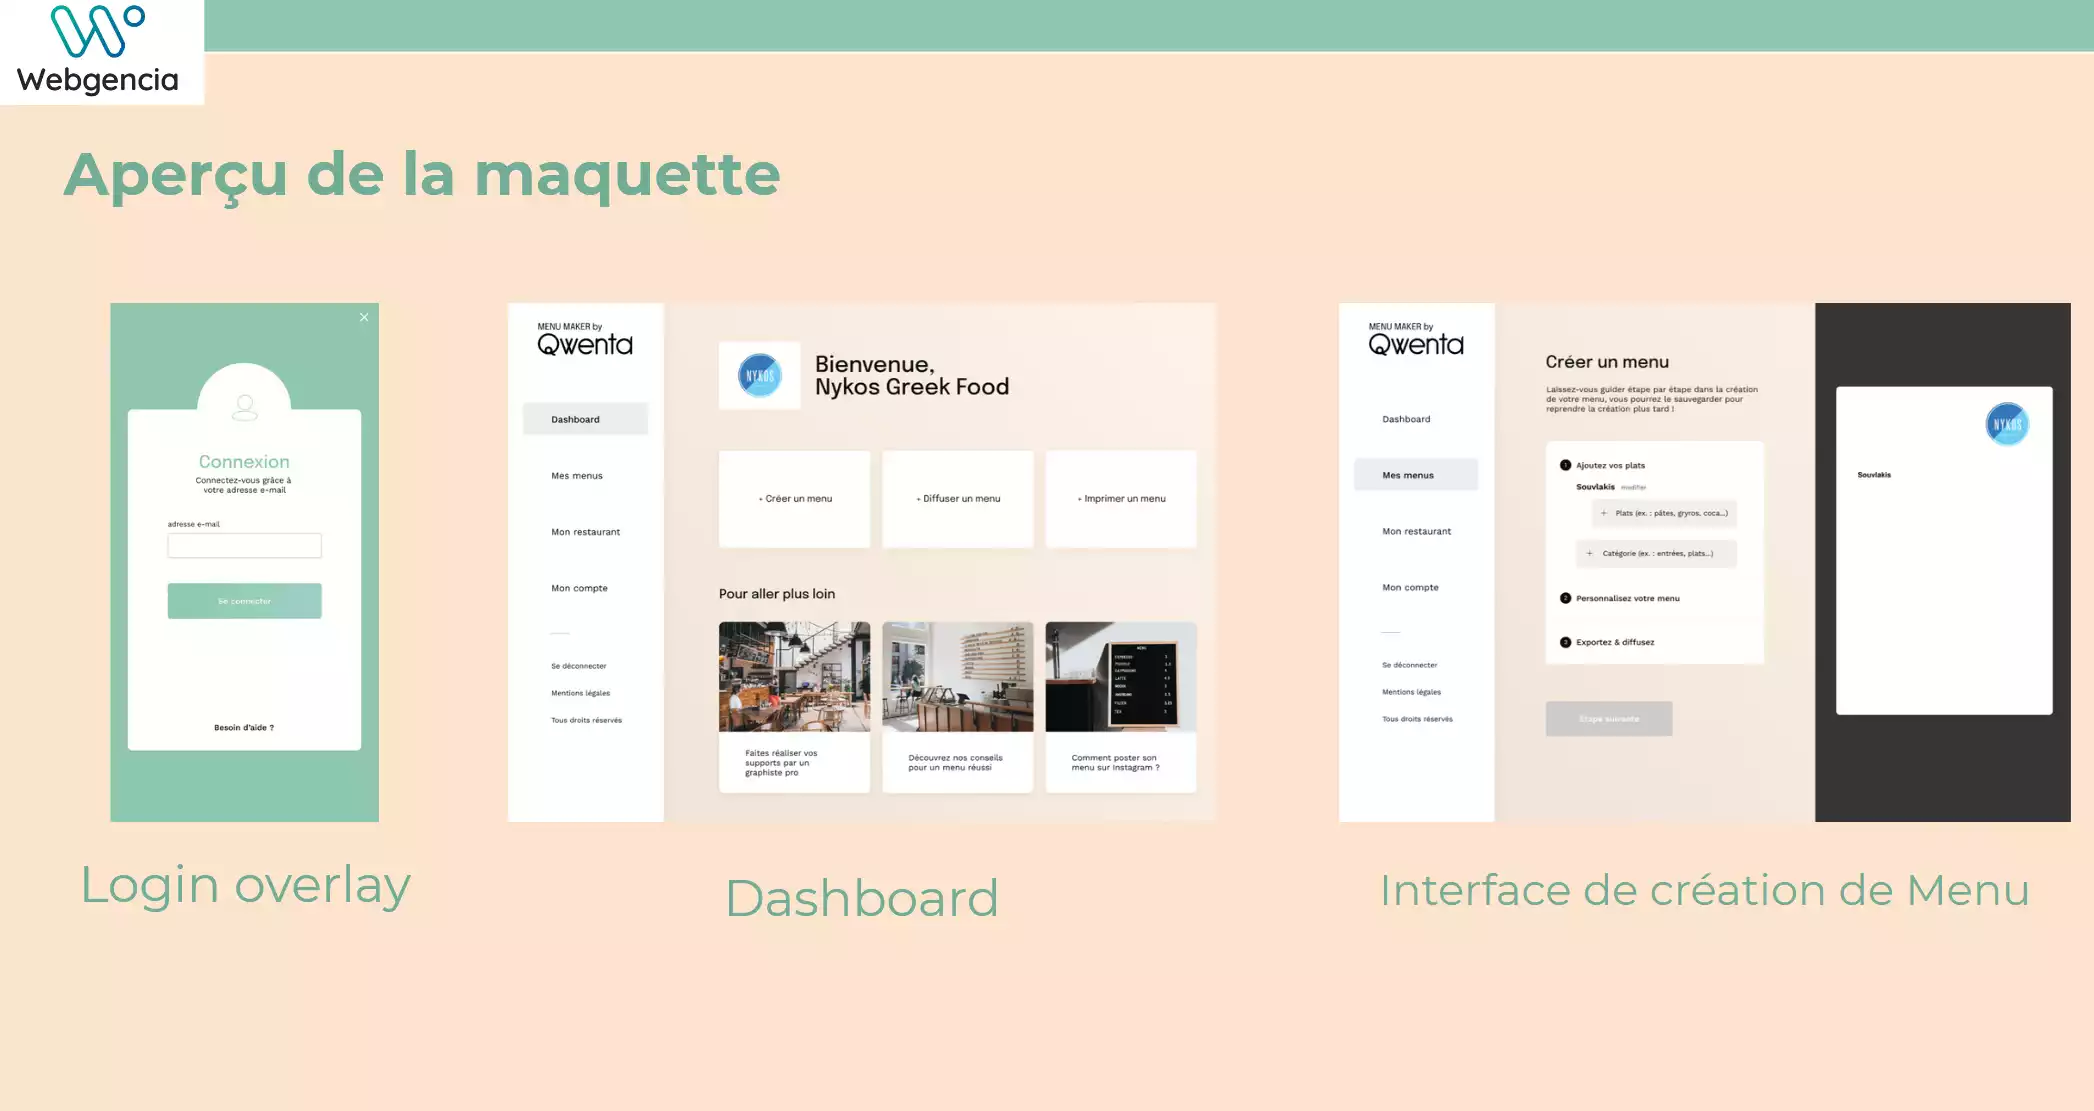 Webgencia
Aperçu de la maquette
Connexion
Connectez-vous grâce à
votre adresse e-mail
adresse e-mail
Se connecter
Besoin d'aide ?
Login overlay
MENU MAKER by
Qwenta
Dashboard
Mes menus
Mon restaurant
Mon compte
Se déconnecter
Mentions légales
Tous droits réservés
NYKOS
Bienvenue,
Nykos Greek Food
+ Créer un menu
+ Diffuser un menu
+ Imprimer un menu
Pour aller plus loin
MENU
Faites réaliser vos
supports par un
graphiste pro
Découvrez nos conseils
pour un menu réussi
Comment poster son
menu sur Instagram ?
Dashboard
MENU MAKER by
Qwenta
Dashboard
Mes menus
Mon restaurant
Mon compte
Se déconnecter
Mentions légales
Tous droits réservés
Créer un menu
Laissez-vous guider étape par étape dans la création
de votre menu, vous pourrez le sauvegarder pour
reprendre la création plus tard !
1 Ajoutez vos plats
Souvlakis modifier
+ Plats (ex. : pâtes, gryros, coca...)
+ Catégorie (ex. : entrées, plats...)
2 Personnalisez votre menu
3 Exportez & diffusez
Etape suivante
NYKOS
Souvlakis
Interface de création de Menu